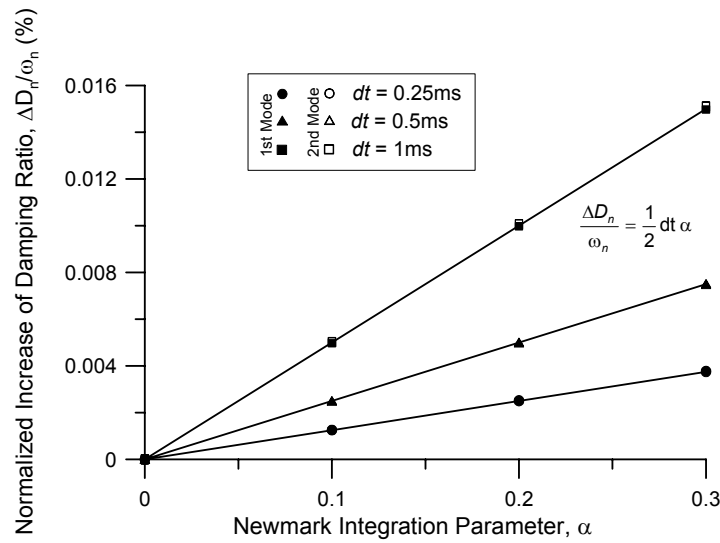 Normalized Increase of Damping Ratio, ΔDₙ/ωₙ (%)
0.016
0.012
0.008
0.004
0
1st Mode
2nd Mode
dt = 0.25ms
dt = 0.5ms
dt = 1ms
ΔDₙ/ωₙ = 1/2 dt α
0
0.1
0.2
0.3
Newmark Integration Parameter, α